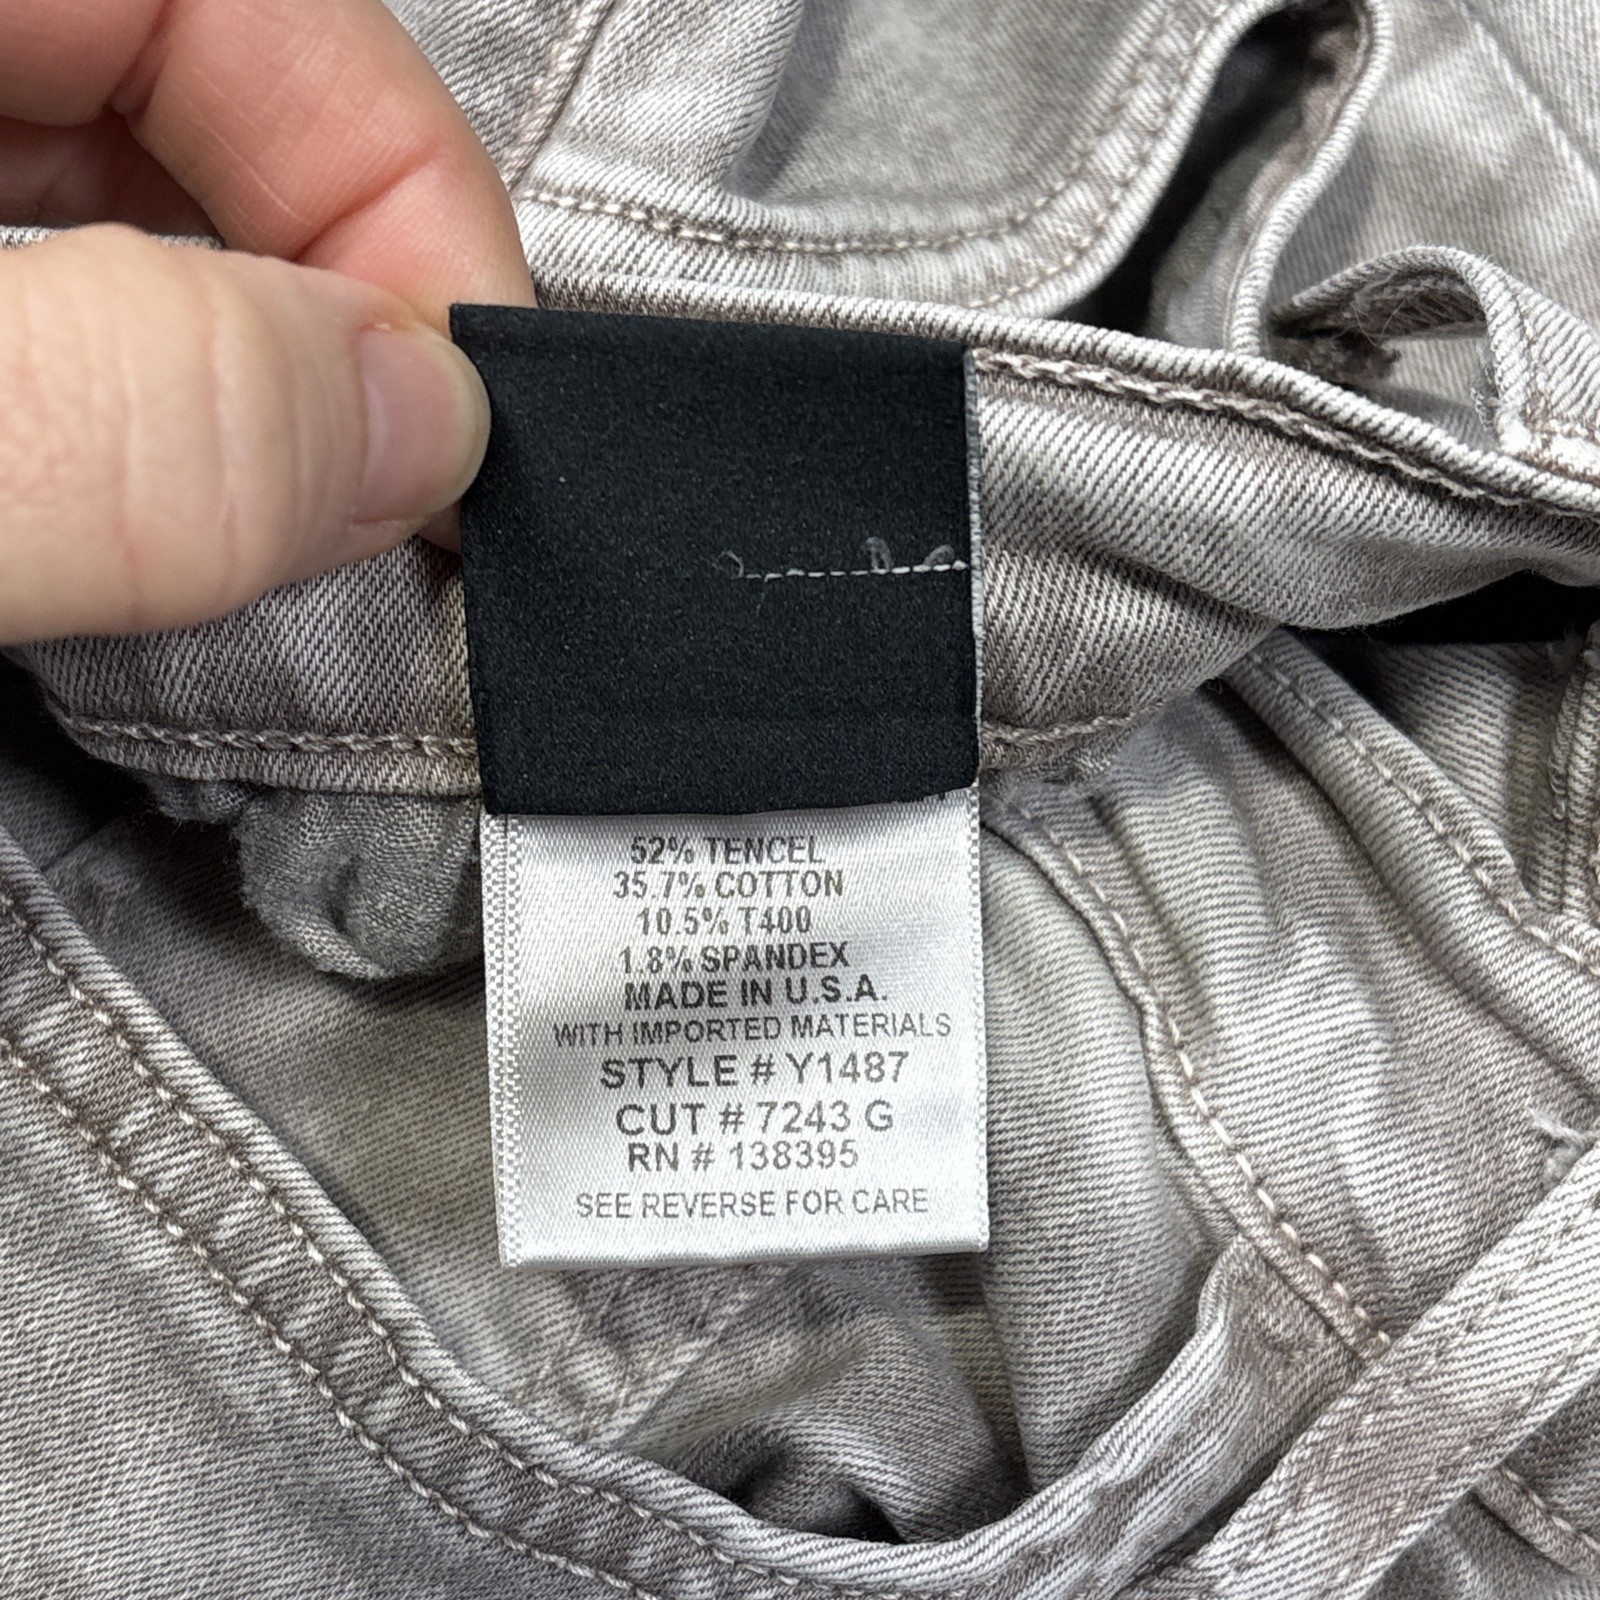 52% TENCEL
35.7% COTTON
10.5% T400
1.8% SPANDEX
MADE IN U.S.A.
WITH IMPORTED MATERIALS
STYLE # Y1487
CUT # 7243 G
RN # 138395
SEE REVERSE FOR CARE